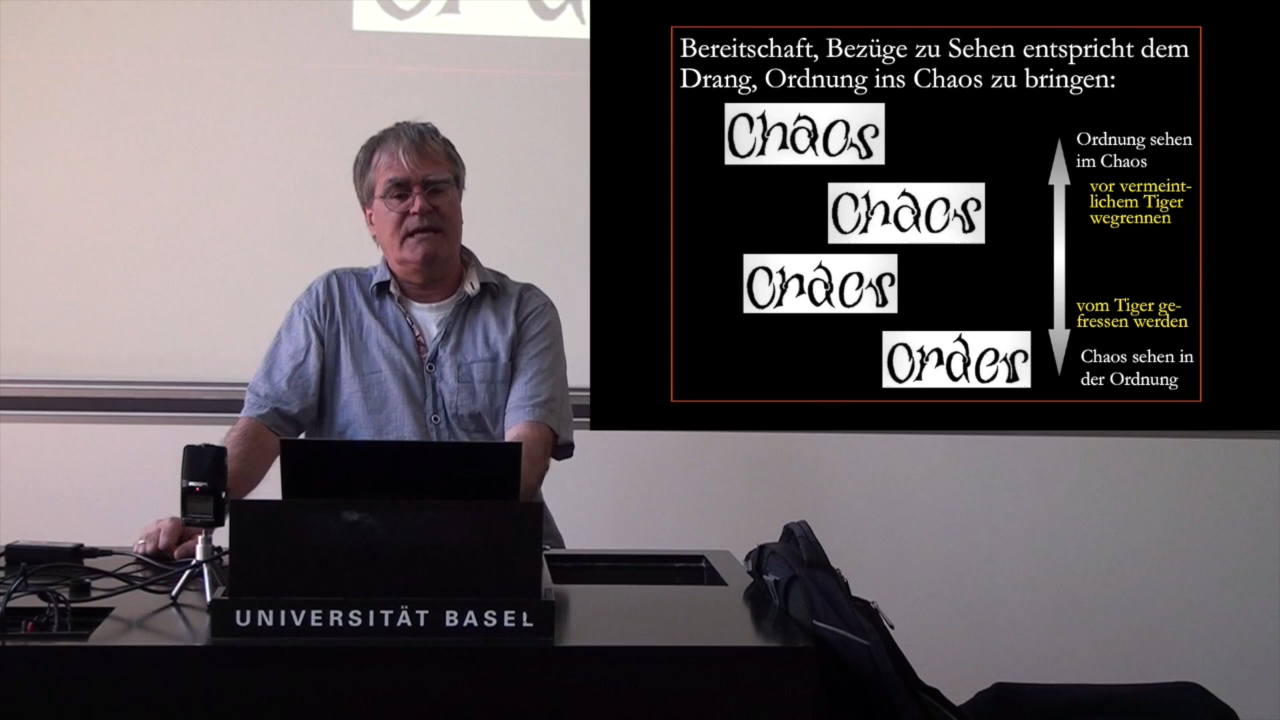 Bereitschaft, Bezüge zu Sehen entspricht dem
Drang, Ordnung ins Chaos zu bringen:
Chaos
Chaos
Chaos
Order
Ordnung sehen
im Chaos
vor vermeint-
lichem Tiger
wegrennen
vom Tiger ge-
fressen werden
Chaos sehen in
der Ordnung
UNIVERSITÄT BASEL